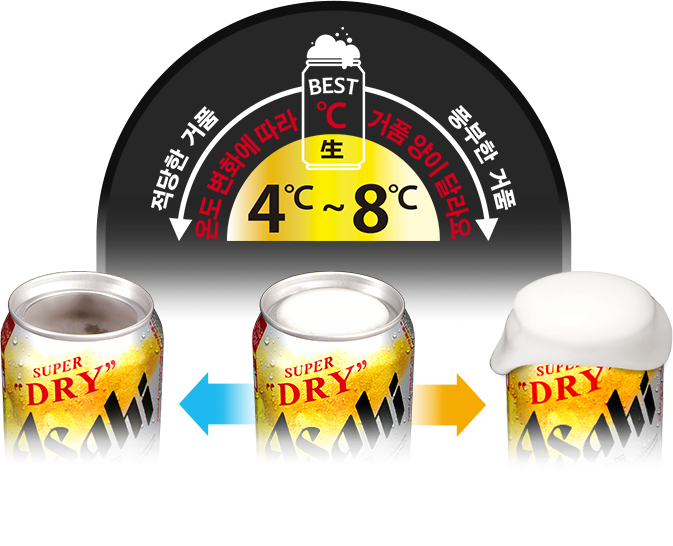 BEST
℃
生
적당한 거품
온도 변화에 따라 거품 양이 달라요
풍부한 거품
4℃ ~ 8℃
SUPER
"DRY"
Asahi
SUPER
"DRY"
Asahi
SUPER
"DRY"
Asahi